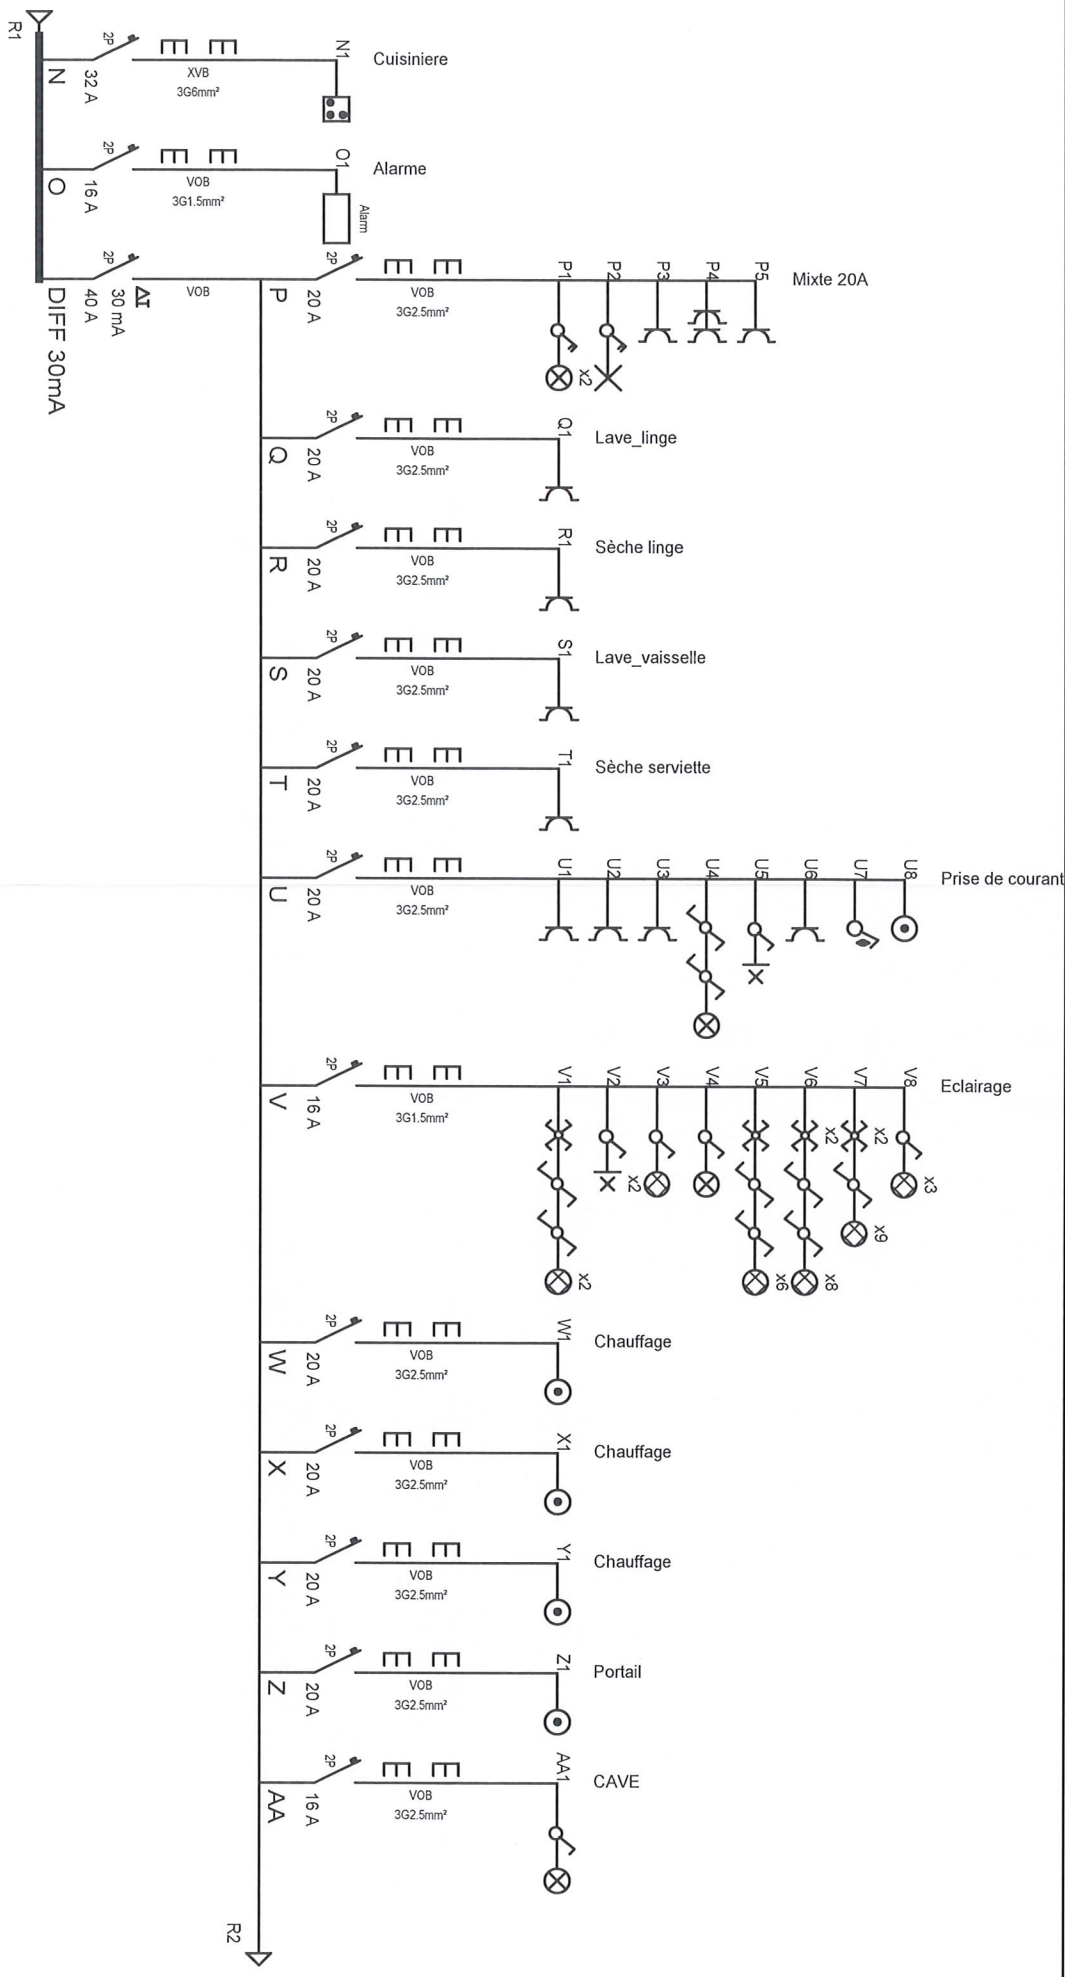 R1
N
2P
32 A
XVB
3G6mm²
N1
Cuisiniere
O
2P
16 A
VOB
3G1.5mm²
O1
Alarme
Alarm
DIFF 30mA
2P
ΔI
30 mA
40 A
VOB
P
2P
20 A
VOB
3G2.5mm²
P1
P2
P3
P4
P5
Mixte 20A
x2
Q
2P
20 A
VOB
3G2.5mm²
Q1
Lave_linge
R
2P
20 A
VOB
3G2.5mm²
R1
Sèche linge
S
2P
20 A
VOB
3G2.5mm²
S1
Lave_vaisselle
T
2P
20 A
VOB
3G2.5mm²
T1
Sèche serviette
U
2P
20 A
VOB
3G2.5mm²
U1
U2
U3
U4
U5
U6
U7
U8
Prise de courant
V
2P
16 A
VOB
3G1.5mm²
V1
V2
V3
V4
V5
V6
V7
V8
Eclairage
x2
x2
x2
x3
x9
x2
x6
x8
W
2P
20 A
VOB
3G2.5mm²
W1
Chauffage
X
2P
20 A
VOB
3G2.5mm²
X1
Chauffage
Y
2P
20 A
VOB
3G2.5mm²
Y1
Chauffage
Z
2P
20 A
VOB
3G2.5mm²
Z1
Portail
AA
2P
16 A
VOB
3G2.5mm²
AA1
CAVE
R2